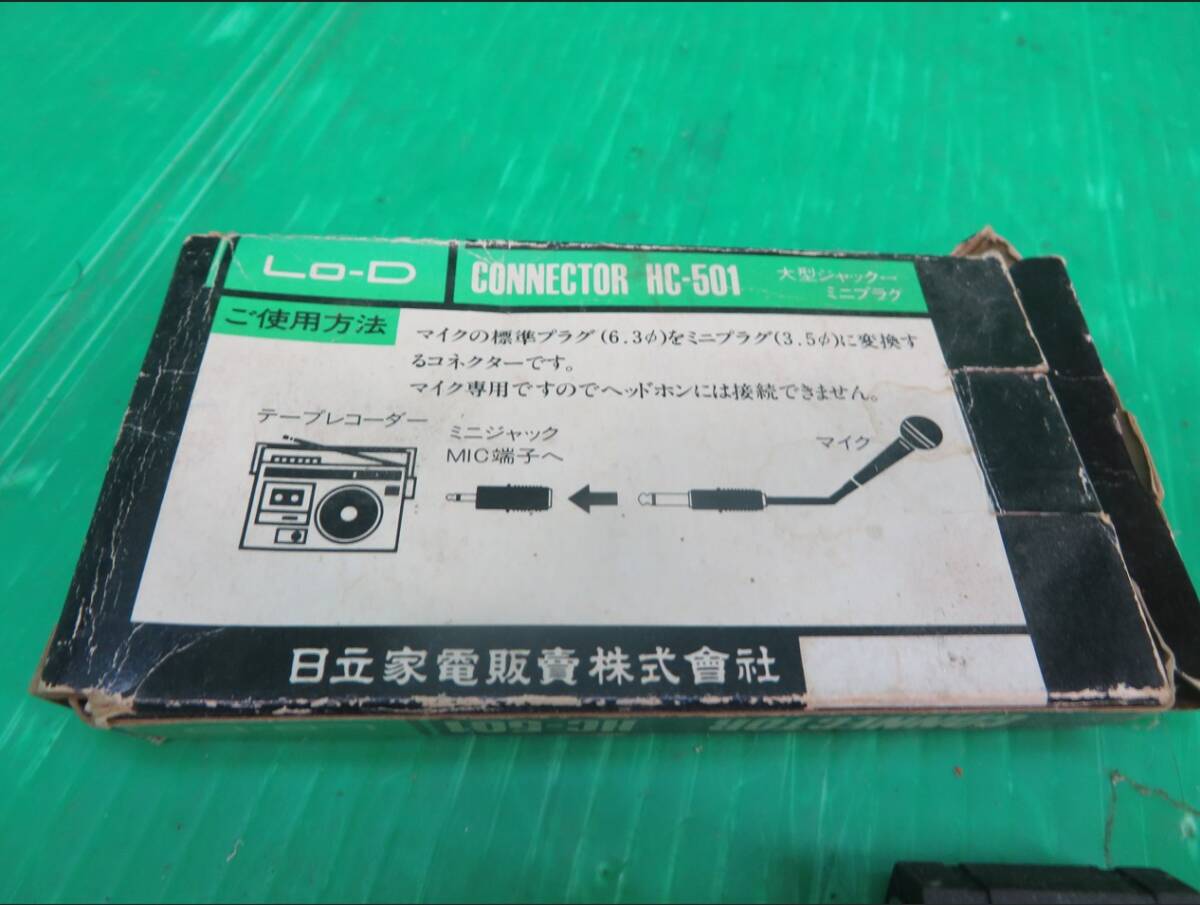 Lo-D
CONNECTOR HC-501
大型ジャック→
ミニプラグ
ご使用方法
マイクの標準プラグ(6.3φ)をミニプラグ(3.5φ)に変換す
るコネクターです。
マイク専用ですのでヘッドホンには接続できません。
テープレコーダー
ミニジャック
MIC端子へ
マイク
日立家電販賣株式會社
CONNECTOR HC-501